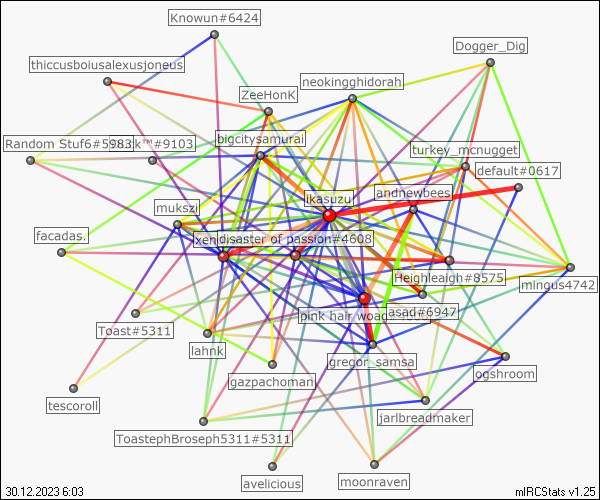 Knowun#6424
Dogger_Dig
thiccusboiusalexusjoneus
neokingghidorah
ZeeHonK
Random Stuf6#5983
k™#9103
bigcitysamurai
turkey_mcnugget
default#0617
andnewbees
ikasuzu
mukszi
facadas.
xen
disaster of passion#4608
Heighleaigh#8575
mingus4742
Toast#5311
pink hair woa
asad#6947
lahnk
gregor_samsa
ogshroom
gazpachoman
tescoroll
jarlbreadmaker
ToastephBroseph5311#5311
avelicious
moonraven
30.12.2023 6:03
mIRCStats v1.25